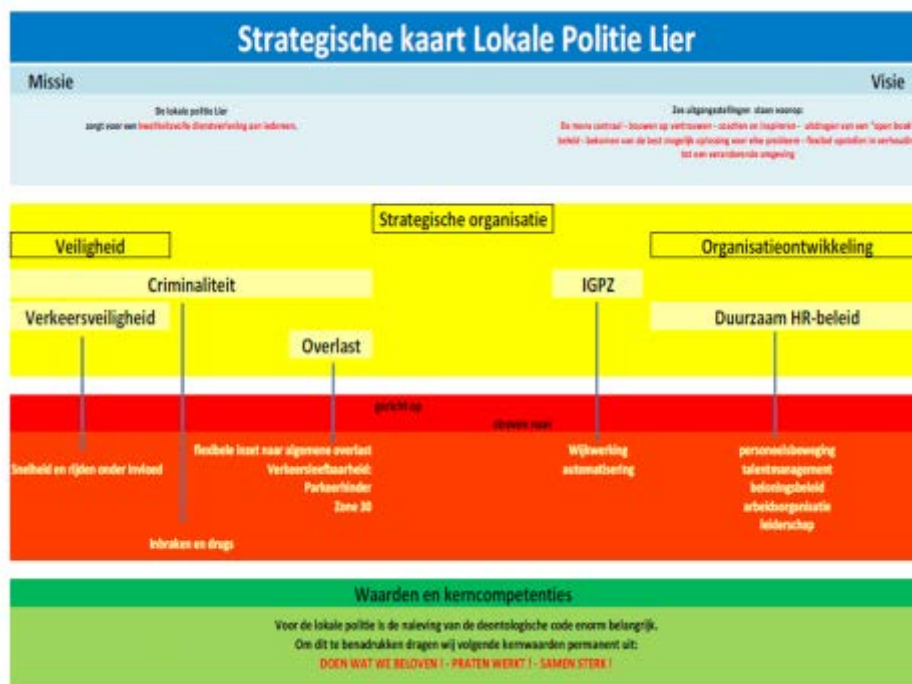 Strategische kaart Lokale Politie Lier
Missie
Visie
De lokale politie Lier
zorgt voor een kwaliteitsvolle dienstverlening aan iedereen.
Zes uitgangsstellingen staan voorop:
De mens centraal - bouwen op vertrouwen - coachen en inspireren - uitdragen van een "open boek"
beleid - bekomen van de best mogelijk oplossing voor elke probleem - flexibel opstellen in verhouding
tot een veranderende omgeving
Strategische organisatie
Veiligheid
Organisatieontwikkeling
Criminaliteit
IGPZ
Verkeersveiligheid
Duurzaam HR-beleid
Overlast
gericht op
streven naar
Snelheid en rijden onder invloed
flexibele inzet naar algemene overlast
Verkeersleefbaarheid:
Parkeerhinder
Zone 30
Inbraken en drugs
Wijkwerking
automatisering
personeelsbeweging
talentmanagement
beloningsbeleid
arbeidsorganisatie
leiderschap
Waarden en kerncompetenties
Voor de lokale politie is de naleving van de deontologische code enorm belangrijk.
Om dit te benadrukken dragen wij volgende kernwaarden permanent uit:
DOEN WAT WE BELOVEN ! - PRATEN WERKT ! - SAMEN STERK !